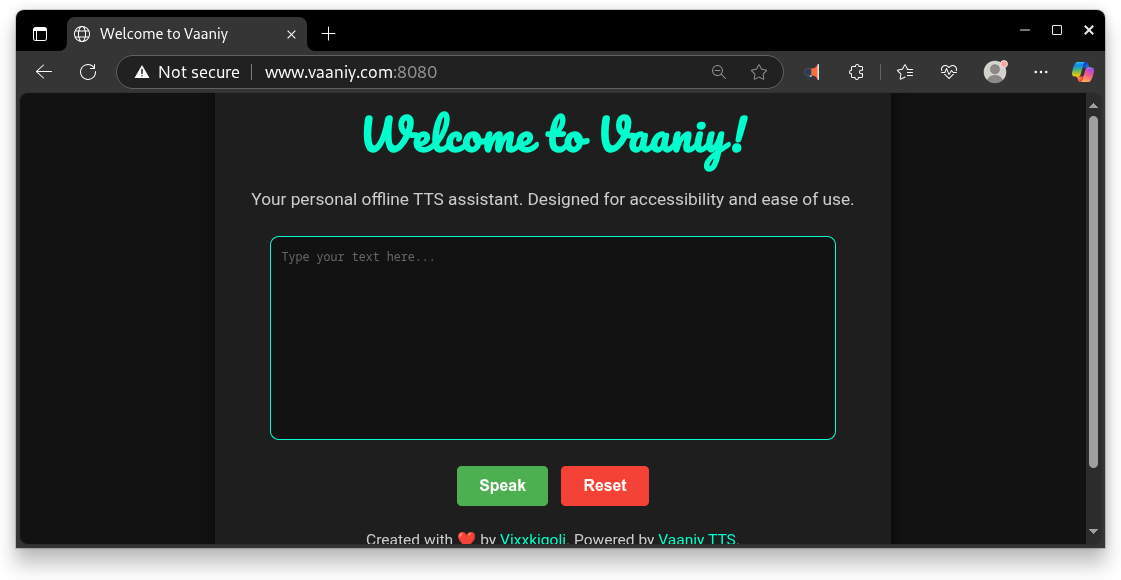 Welcome to Vaaniy
Not secure www.vaaniy.com:8080
Welcome to Vaaniy!
Your personal offline TTS assistant. Designed for accessibility and ease of use.
Type your text here...
Speak Reset
Created with ❤️ by Vixxkigoli. Powered by Vaaniy TTS.